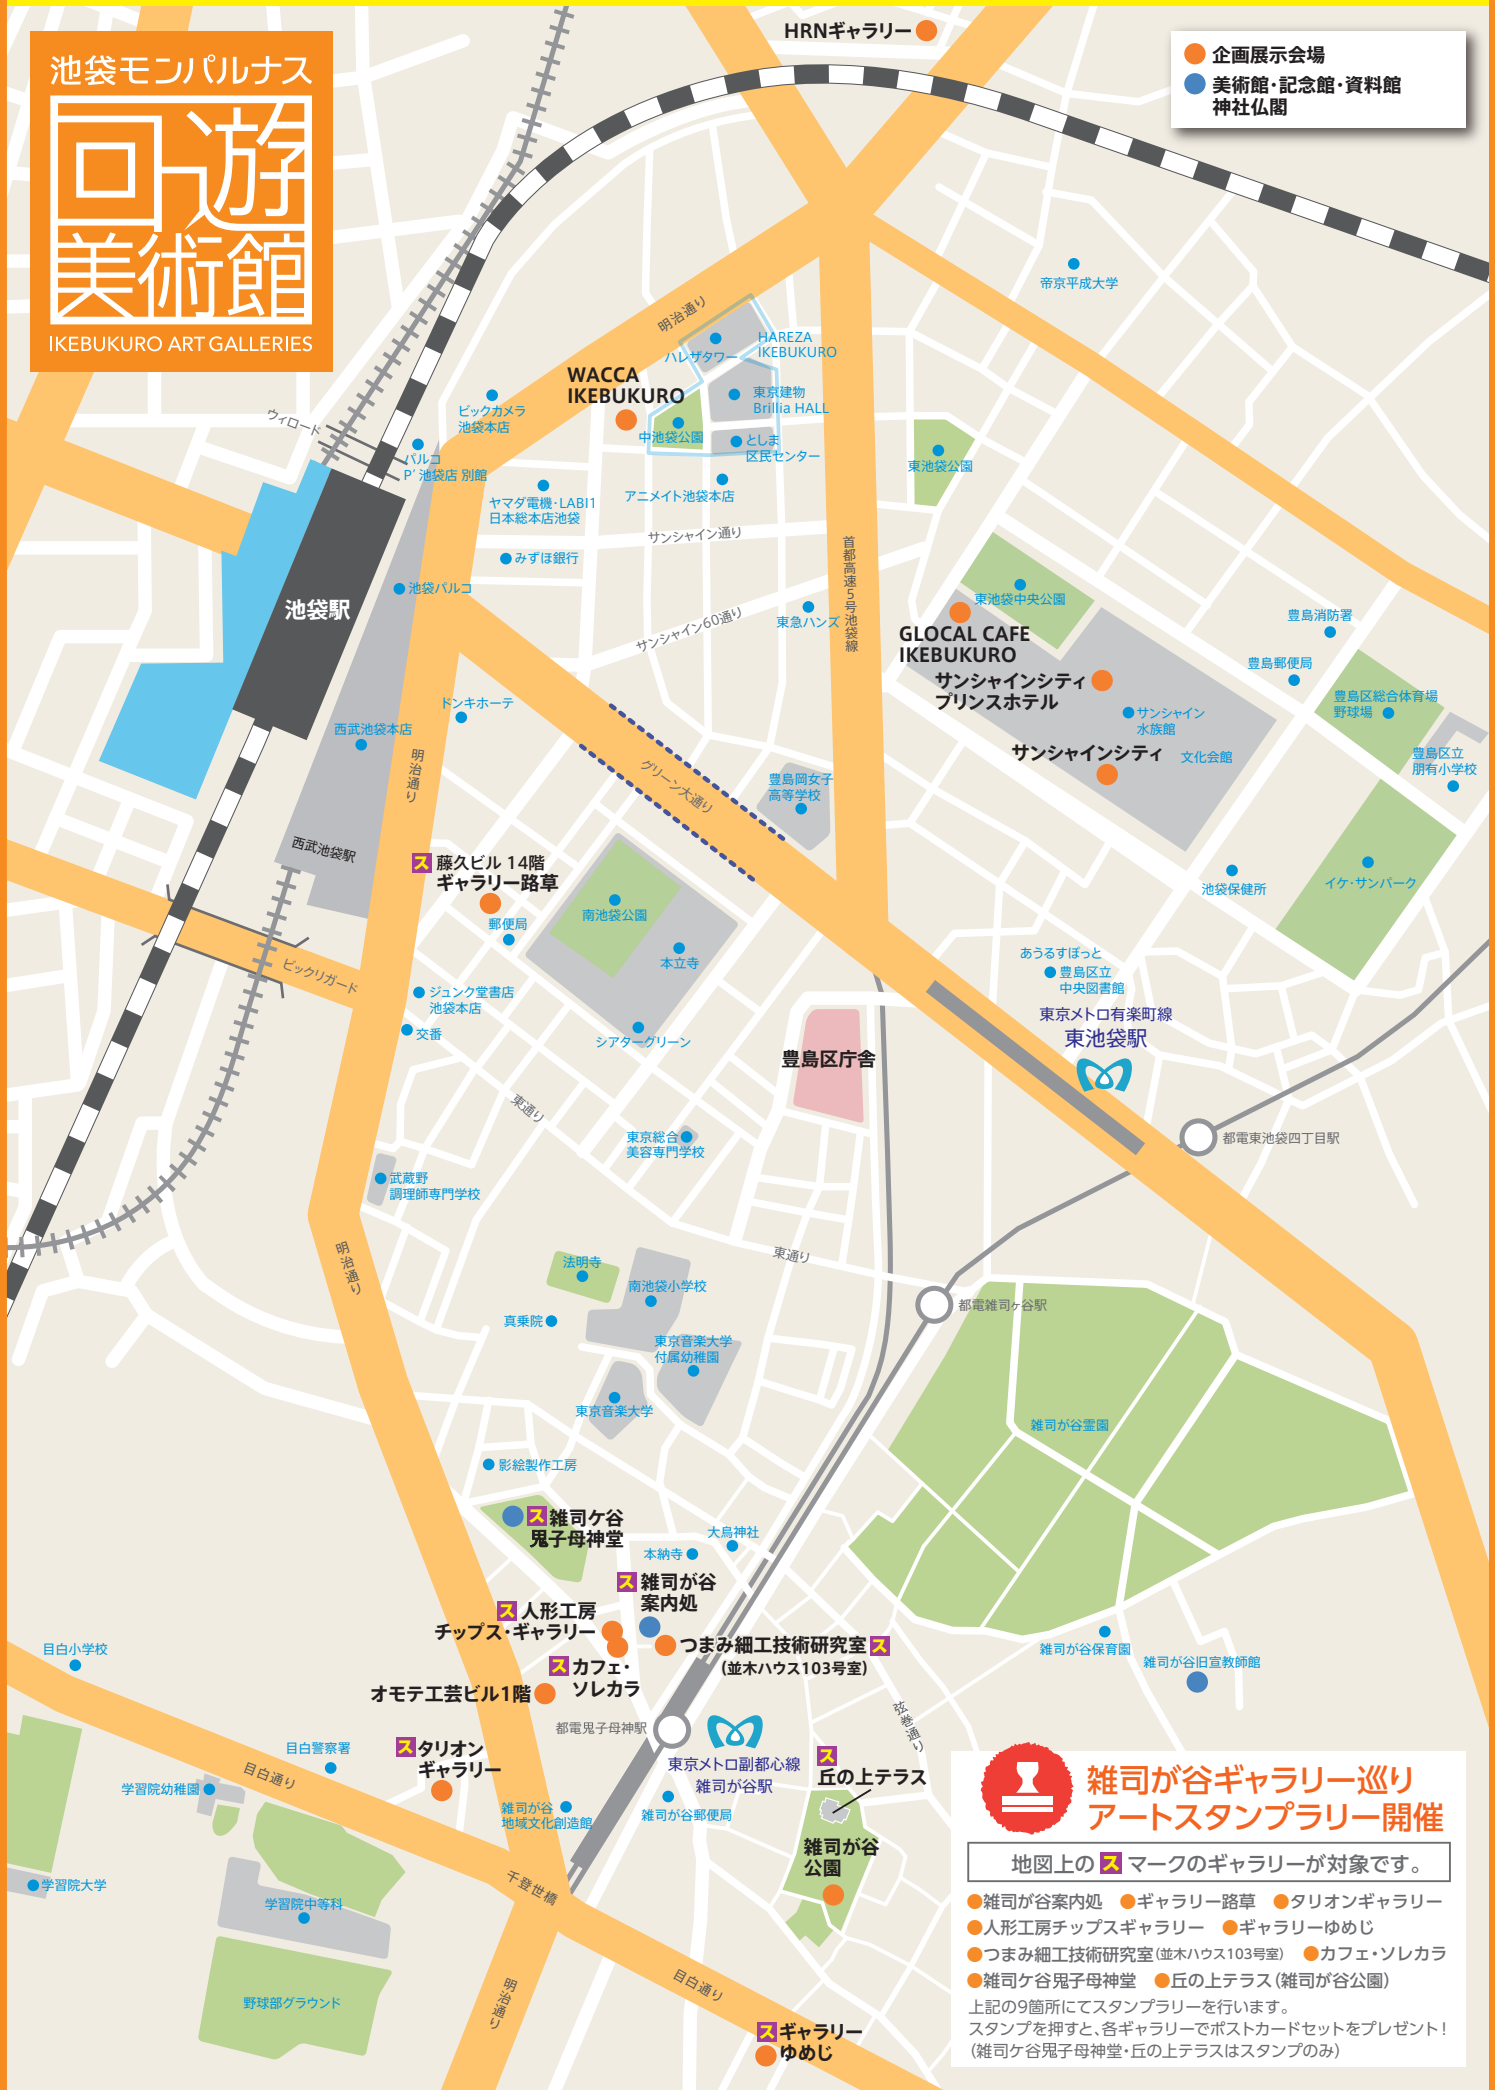 池袋モンパルナス
回遊
美術館
IKEBUKURO ART GALLERIES
HRNギャラリー
企画展示会場
美術館・記念館・資料館
神社仏閣
帝京平成大学
明治通り
ハレザタワー
HAREZA
IKEBUKURO
WACCA
IKEBUKURO
東京建物
Brillia HALL
中池袋公園
としま
区民センター
ビックカメラ
池袋本店
ウィロード
パルコ
P' 池袋店 別館
ヤマダ電機・LABI1
日本総本店池袋
アニメイト池袋本店
東池袋公園
サンシャイン通り
首都高速5号池袋線
みずほ銀行
池袋パルコ
池袋駅
サンシャイン60通り
東急ハンズ
東池袋中央公園
GLOCAL CAFE
IKEBUKURO
サンシャインシティ
プリンスホテル
豊島消防署
豊島郵便局
豊島区総合体育場
野球場
サンシャイン
水族館
サンシャインシティ
文化会館
豊島区立
朋有小学校
ドンキホーテ
西武池袋本店
明治通り
グリーン大通り
豊島岡女子
高等学校
西武池袋駅
ス 藤久ビル 14階
ギャラリー路草
郵便局
南池袋公園
本立寺
池袋保健所
イケ・サンパーク
ビックリガード
ジュンク堂書店
池袋本店
交番
シアターグリーン
あうるすぽっと
豊島区立
中央図書館
東京メトロ有楽町線
東池袋駅
豊島区庁舎
東通り
東京総合
美容専門学校
都電東池袋四丁目駅
武蔵野
調理師専門学校
明治通り
東通り
法明寺
南池袋小学校
真乗院
東京音楽大学
付属幼稚園
東京音楽大学
都電雑司ヶ谷駅
雑司が谷霊園
影絵製作工房
ス 雑司ケ谷
鬼子母神堂
大鳥神社
本納寺
ス 雑司が谷
案内処
ス 人形工房
チップス・ギャラリー
つまみ細工技術研究室 ス
(並木ハウス103号室)
ス カフェ・
ソレカラ
オモテ工芸ビル1階
都電鬼子母神駅
東京メトロ副都心線
雑司が谷駅
雑司が谷郵便局
弦巻通り
雑司が谷保育園
雑司が谷旧宣教師館
目白小学校
目白通り
目白警察署
ス タリオン
ギャラリー
学習院幼稚園
雑司が谷
地域文化創造館
ス
丘の上テラス
雑司が谷
公園
学習院大学
学習院中等科
千登世橋
野球部グラウンド
明治通り
目白通り
ス ギャラリー
ゆめじ
雑司が谷ギャラリー巡り
アートスタンプラリー開催
地図上の ス マークのギャラリーが対象です。
●雑司が谷案内処 ●ギャラリー路草 ●タリオンギャラリー
●人形工房チップスギャラリー ●ギャラリーゆめじ
●つまみ細工技術研究室(並木ハウス103号室) ●カフェ・ソレカラ
●雑司ケ谷鬼子母神堂 ●丘の上テラス(雑司が谷公園)
上記の9箇所にてスタンプラリーを行います。
スタンプを押すと、各ギャラリーでポストカードセットをプレゼント!
(雑司ケ谷鬼子母神堂・丘の上テラスはスタンプのみ)